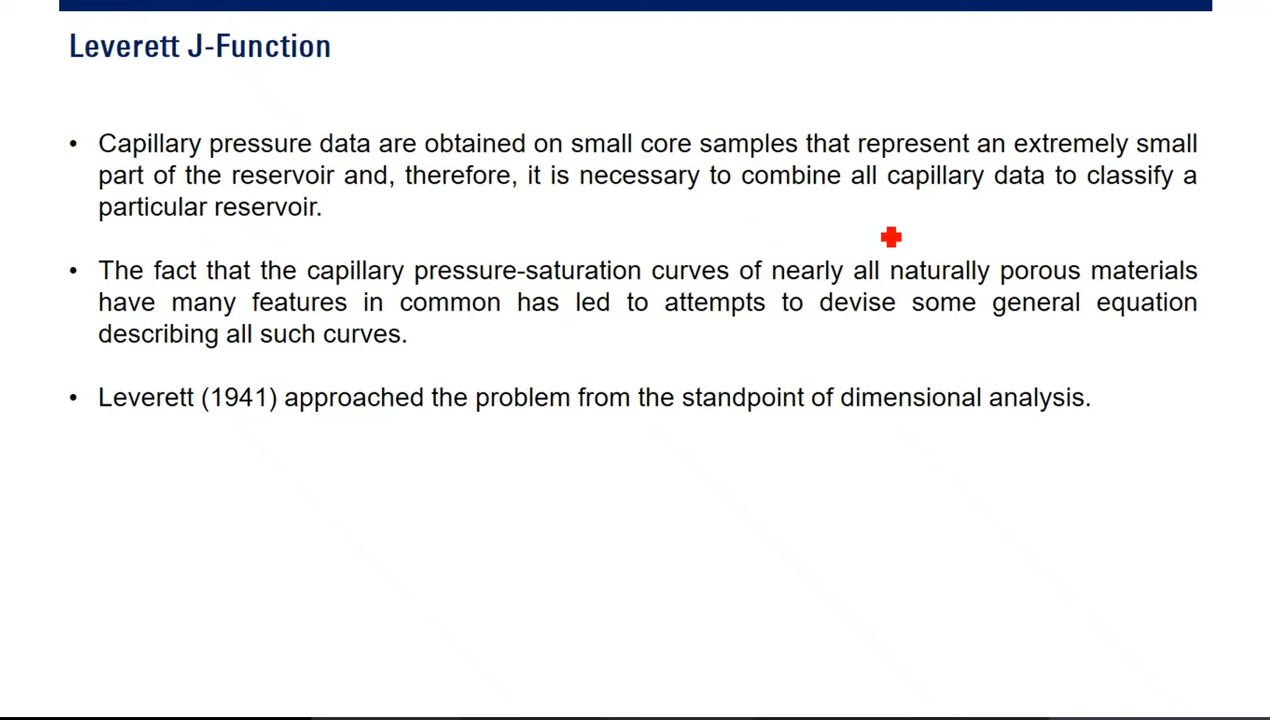 Leverett J-Function
• Capillary pressure data are obtained on small core samples that represent an extremely small
part of the reservoir and, therefore, it is necessary to combine all capillary data to classify a
particular reservoir.
• The fact that the capillary pressure-saturation curves of nearly all naturally porous materials
have many features in common has led to attempts to devise some general equation
describing all such curves.
• Leverett (1941) approached the problem from the standpoint of dimensional analysis.